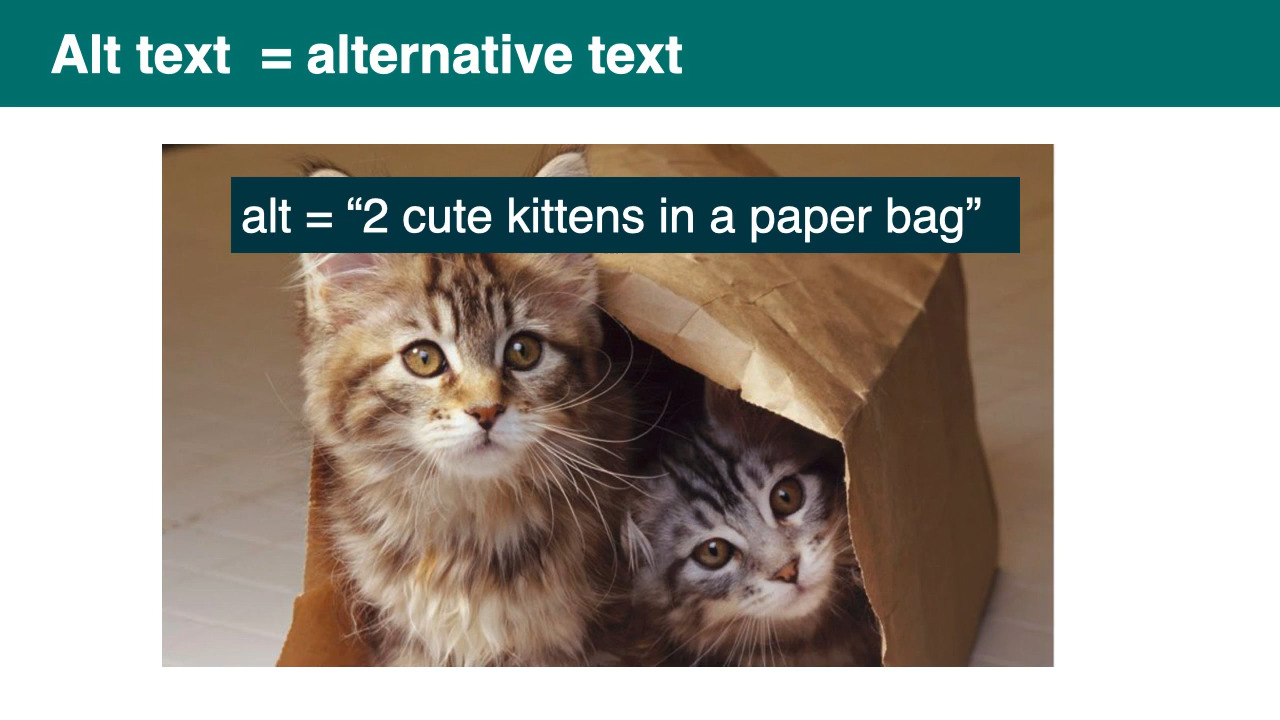 Alt text  = alternative text
alt = “2 cute kittens in a paper bag”